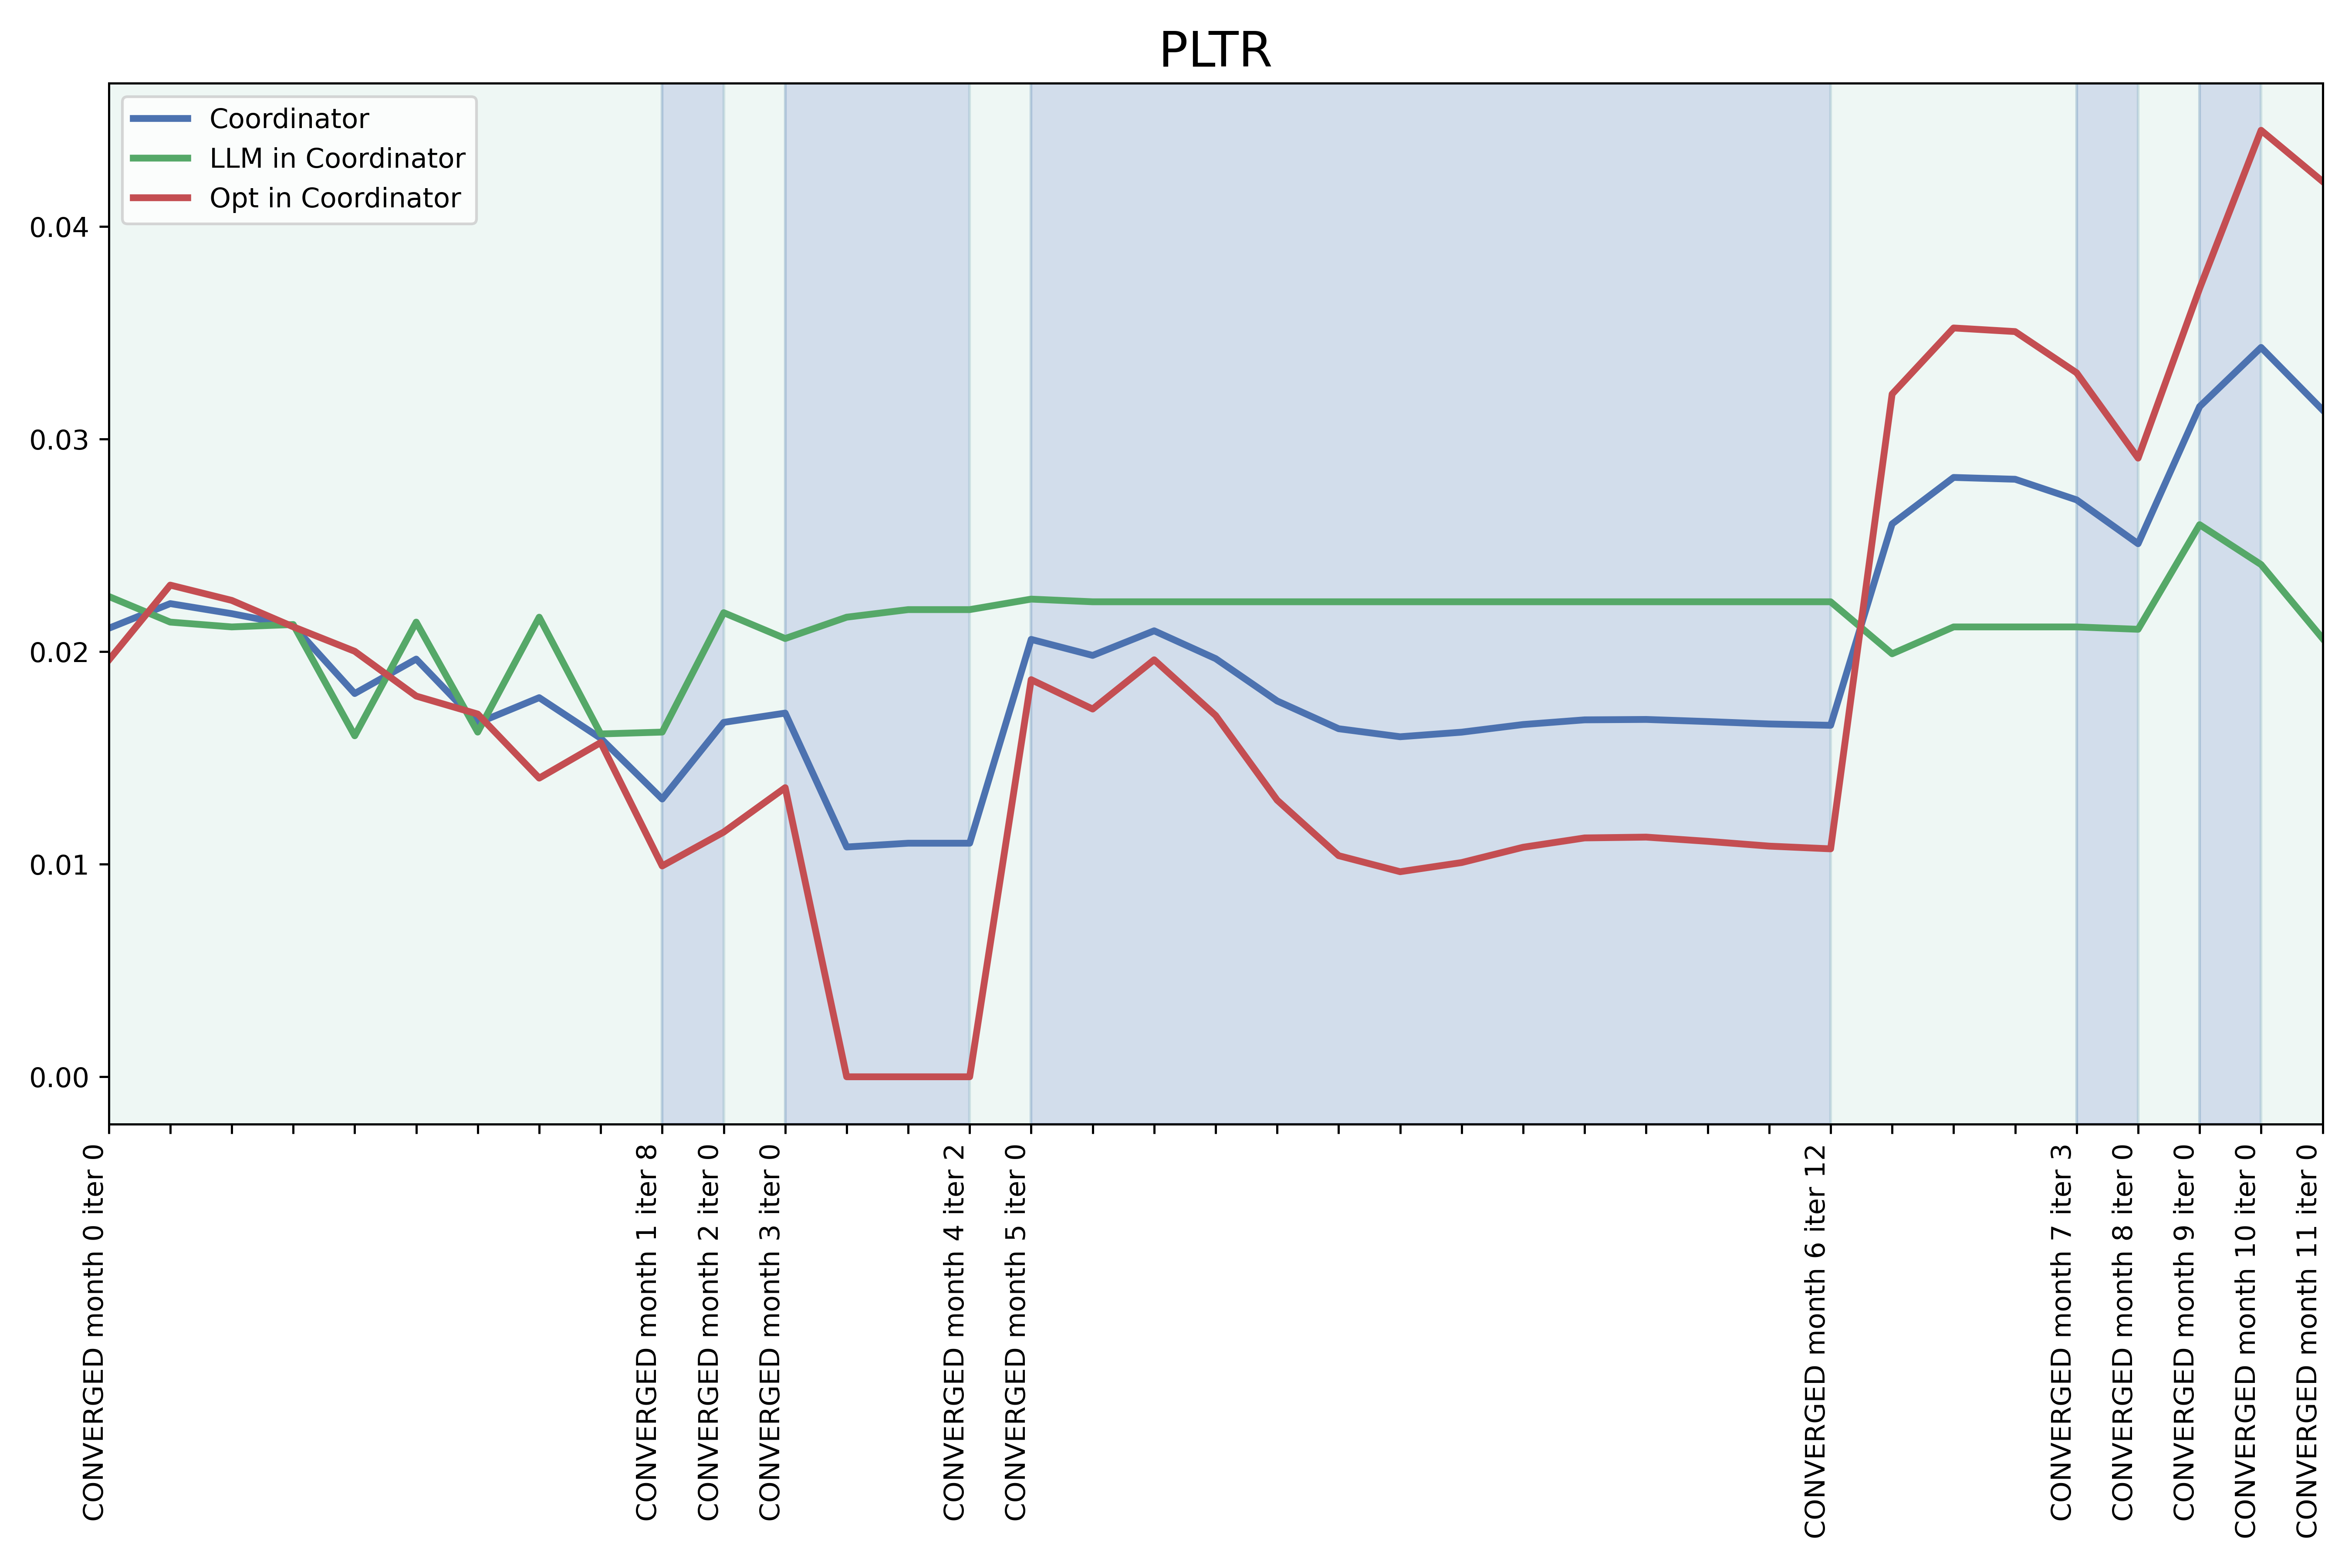 PLTR
Coordinator
LLM in Coordinator
Opt in Coordinator
0.04
0.03
0.02
0.01
0.00
CONVERGED month 0 iter 0
CONVERGED month 1 iter 8
CONVERGED month 2 iter 0
CONVERGED month 3 iter 0
CONVERGED month 4 iter 2
CONVERGED month 5 iter 0
CONVERGED month 6 iter 12
CONVERGED month 7 iter 3
CONVERGED month 8 iter 0
CONVERGED month 9 iter 0
CONVERGED month 10 iter 0
CONVERGED month 11 iter 0